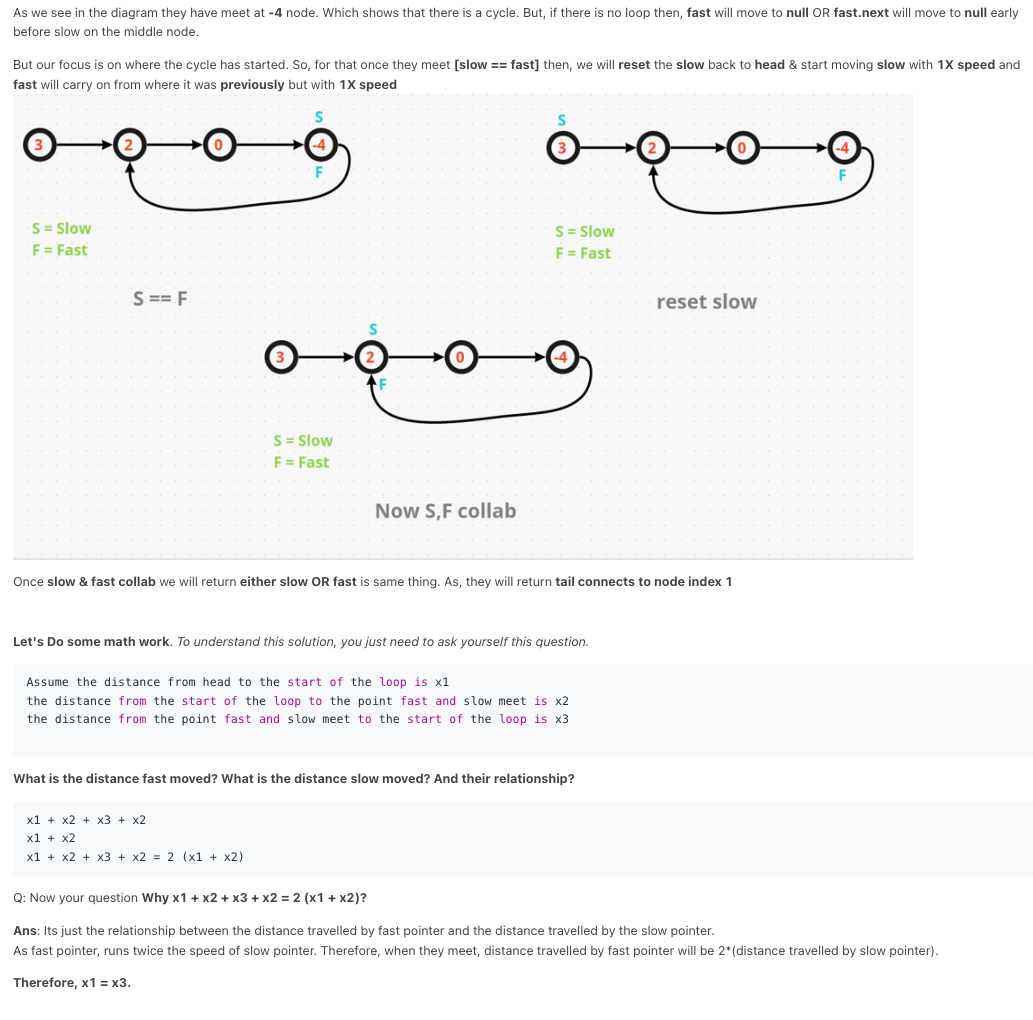 As we see in the diagram they have meet at -4 node. Which shows that there is a cycle. But, if there is no loop then, fast will move to null OR fast.next will move to null early
before slow on the middle node.
But our focus is on where the cycle has started. So, for that once they meet [slow == fast] then, we will reset the slow back to head & start moving slow with 1X speed and
fast will carry on from where it was previously but with 1X speed
S
3 2 0 -4
F
S = Slow
F = Fast
S == F
S
3 2 0 -4
F
S = Slow
F = Fast
reset slow
S
3 2 0 -4
F
S = Slow
F = Fast
Now S,F collab
Once slow & fast collab we will return either slow OR fast is same thing. As, they will return tail connects to node index 1
Let's Do some math work. To understand this solution, you just need to ask yourself this question.
Assume the distance from head to the start of the loop is x1
the distance from the start of the loop to the point fast and slow meet is x2
the distance from the point fast and slow meet to the start of the loop is x3
What is the distance fast moved? What is the distance slow moved? And their relationship?
x1 + x2 + x3 + x2
x1 + x2
x1 + x2 + x3 + x2 = 2 (x1 + x2)
Q: Now your question Why x1 + x2 + x3 + x2 = 2 (x1 + x2)?
Ans: Its just the relationship between the distance travelled by fast pointer and the distance travelled by the slow pointer.
As fast pointer, runs twice the speed of slow pointer. Therefore, when they meet, distance travelled by fast pointer will be 2*(distance travelled by slow pointer).
Therefore, x1 = x3.